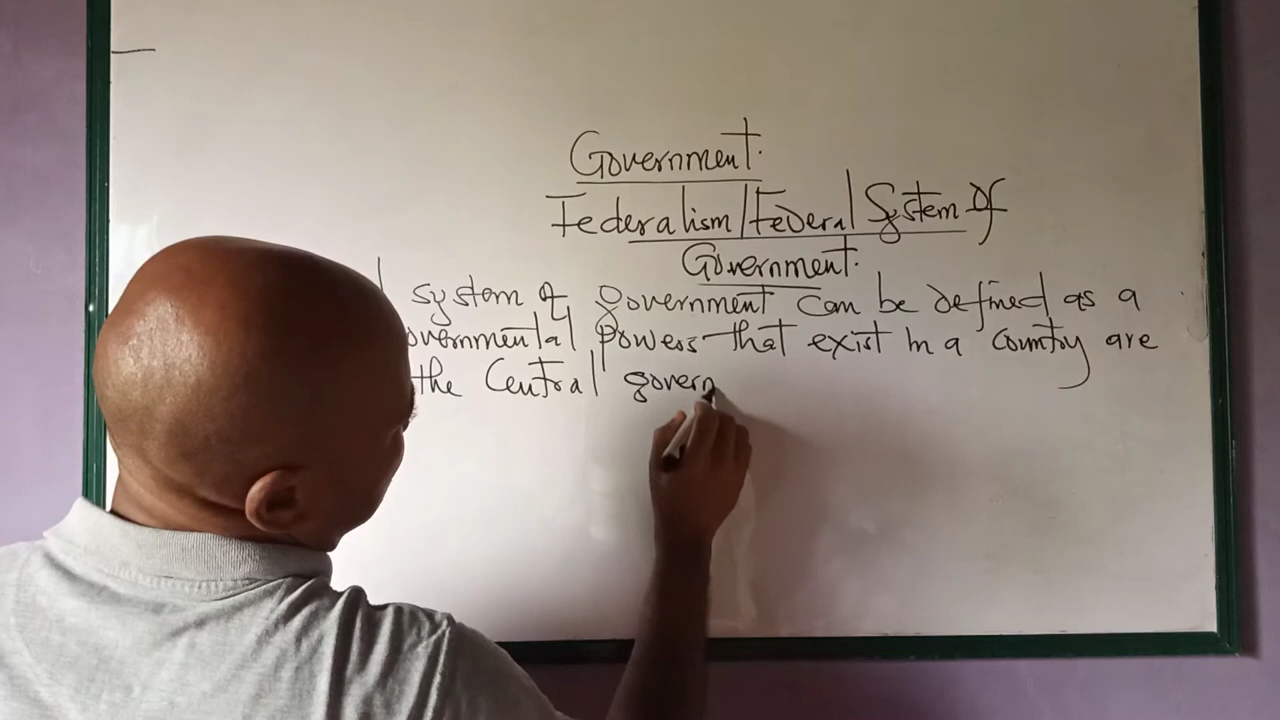 Government.
Federalism/Federal System Of
Government.
system of government can be defined as a
overnmental powers that exist in a country are
the Central govern